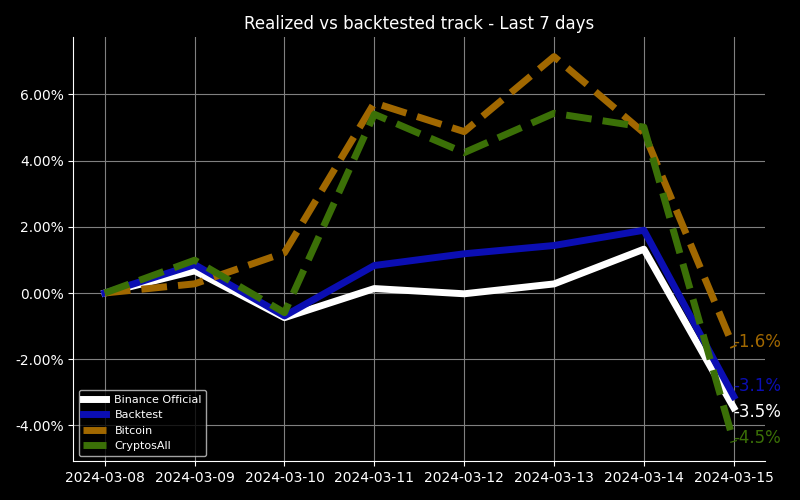 Realized vs backtested track - Last 7 days
6.00%
4.00%
2.00%
0.00%
-2.00%
-4.00%
-1.6%
-3.1%
-3.5%
-4.5%
Binance Official
Backtest
Bitcoin
CryptosAll
2024-03-08 2024-03-09 2024-03-10 2024-03-11 2024-03-12 2024-03-13 2024-03-14 2024-03-15